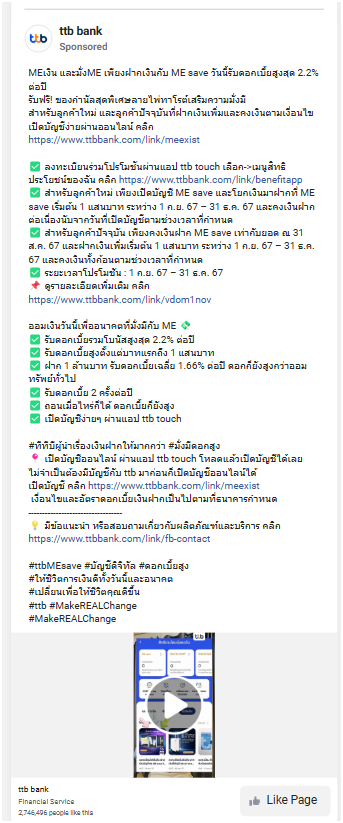 ttb bank
Sponsored
MEเงิน และมั่งME เพียงฝากเงินกับ ME save วันนี้รับดอกเบี้ยสูงสุด 2.2%
ต่อปี
รับฟรี! ของกำนัลสุดพิเศษลายไพ่ทาโรต์เสริมความมั่งมี
สำหรับลูกค้าใหม่ และลูกค้าปัจจุบันที่ฝากเงินเพิ่มและคงเงินตามเงื่อนไข
เปิดบัญชีง่ายผ่านออนไลน์ คลิก
https://www.ttbbank.com/link/meexist
✅ ลงทะเบียนร่วมโปรโมชันผ่านแอป ttb touch เลือก->เมนูสิทธิ
ประโยชน์ของฉัน คลิก https://www.ttbbank.com/link/benefitapp
✅ สำหรับลูกค้าใหม่ เพียงเปิดบัญชี ME save และโยกเงินมาฝากที่ ME
save เริ่มต้น 1 แสนบาท ระหว่าง 1 ก.ย. 67 – 31 ธ.ค. 67 และคงเงินฝาก
ต่อเนื่องนับจากวันที่เปิดบัญชีตามช่วงเวลาที่กำหนด
✅ สำหรับลูกค้าปัจจุบัน เพียงคงเงินฝาก ME save เท่ากับยอด ณ 31
ส.ค. 67 และฝากเงินเพิ่มเริ่มต้น 1 แสนบาท ระหว่าง 1 ก.ย. 67 – 31 ธ.ค.
67 และคงเงินทั้งก้อนตามช่วงเวลาที่กำหนด
✅ ระยะเวลาโปรโมชัน : 1 ก.ย. 67 – 31 ธ.ค. 67
📌 ดูรายละเอียดเพิ่มเติม คลิก
https://www.ttbbank.com/link/vdom1nov
ออมเงินวันนี้เพื่ออนาคตที่มั่งมีกับ ME 💸
✅ รับดอกเบี้ยรวมโบนัสสูงสุด 2.2% ต่อปี
✅ รับดอกเบี้ยสูงตั้งแต่บาทแรกถึง 1 แสนบาท
✅ ฝาก 1 ล้านบาท รับดอกเบี้ยเฉลี่ย 1.66% ต่อปี ดอกก็ยังสูงกว่าออม
ทรัพย์ทั่วไป
✅ รับดอกเบี้ย 2 ครั้งต่อปี
✅ ถอนเมื่อไหร่ก็ได้ ดอกเบี้ยก็ยังสูง
✅ เปิดบัญชีง่ายๆ ผ่านแอป ttb touch
#ทีทีบีผู้นำเรื่องเงินฝากให้มากกว่า #มั่งมีดอกสูง
📍 เปิดบัญชีออนไลน์ ผ่านแอป ttb touch โหลดแล้วเปิดบัญชีได้เลย
ไม่จำเป็นต้องมีบัญชีกับ ttb มาก่อนก็เปิดบัญชีออนไลน์ได้
เปิดบัญชี คลิก https://www.ttbbank.com/link/meexist
เงื่อนไขและอัตราดอกเบี้ยเงินฝากเป็นไปตามที่ธนาคารกำหนด
--------------------------------
💡 มีข้อแนะนำ หรือสอบถามเกี่ยวกับผลิตภัณฑ์และบริการ คลิก
https://www.ttbbank.com/link/fb-contact
#ttbMEsave #บัญชีดิจิทัล #ดอกเบี้ยสูง
#ให้ชีวิตการเงินดีทั้งวันนี้และอนาคต
#เปลี่ยนเพื่อให้ชีวิตคุณดีขึ้น
#ttb #MakeREALChange
#MakeREALChange
ttb bank
Financial Service
2,746,496 people like this
Like Page